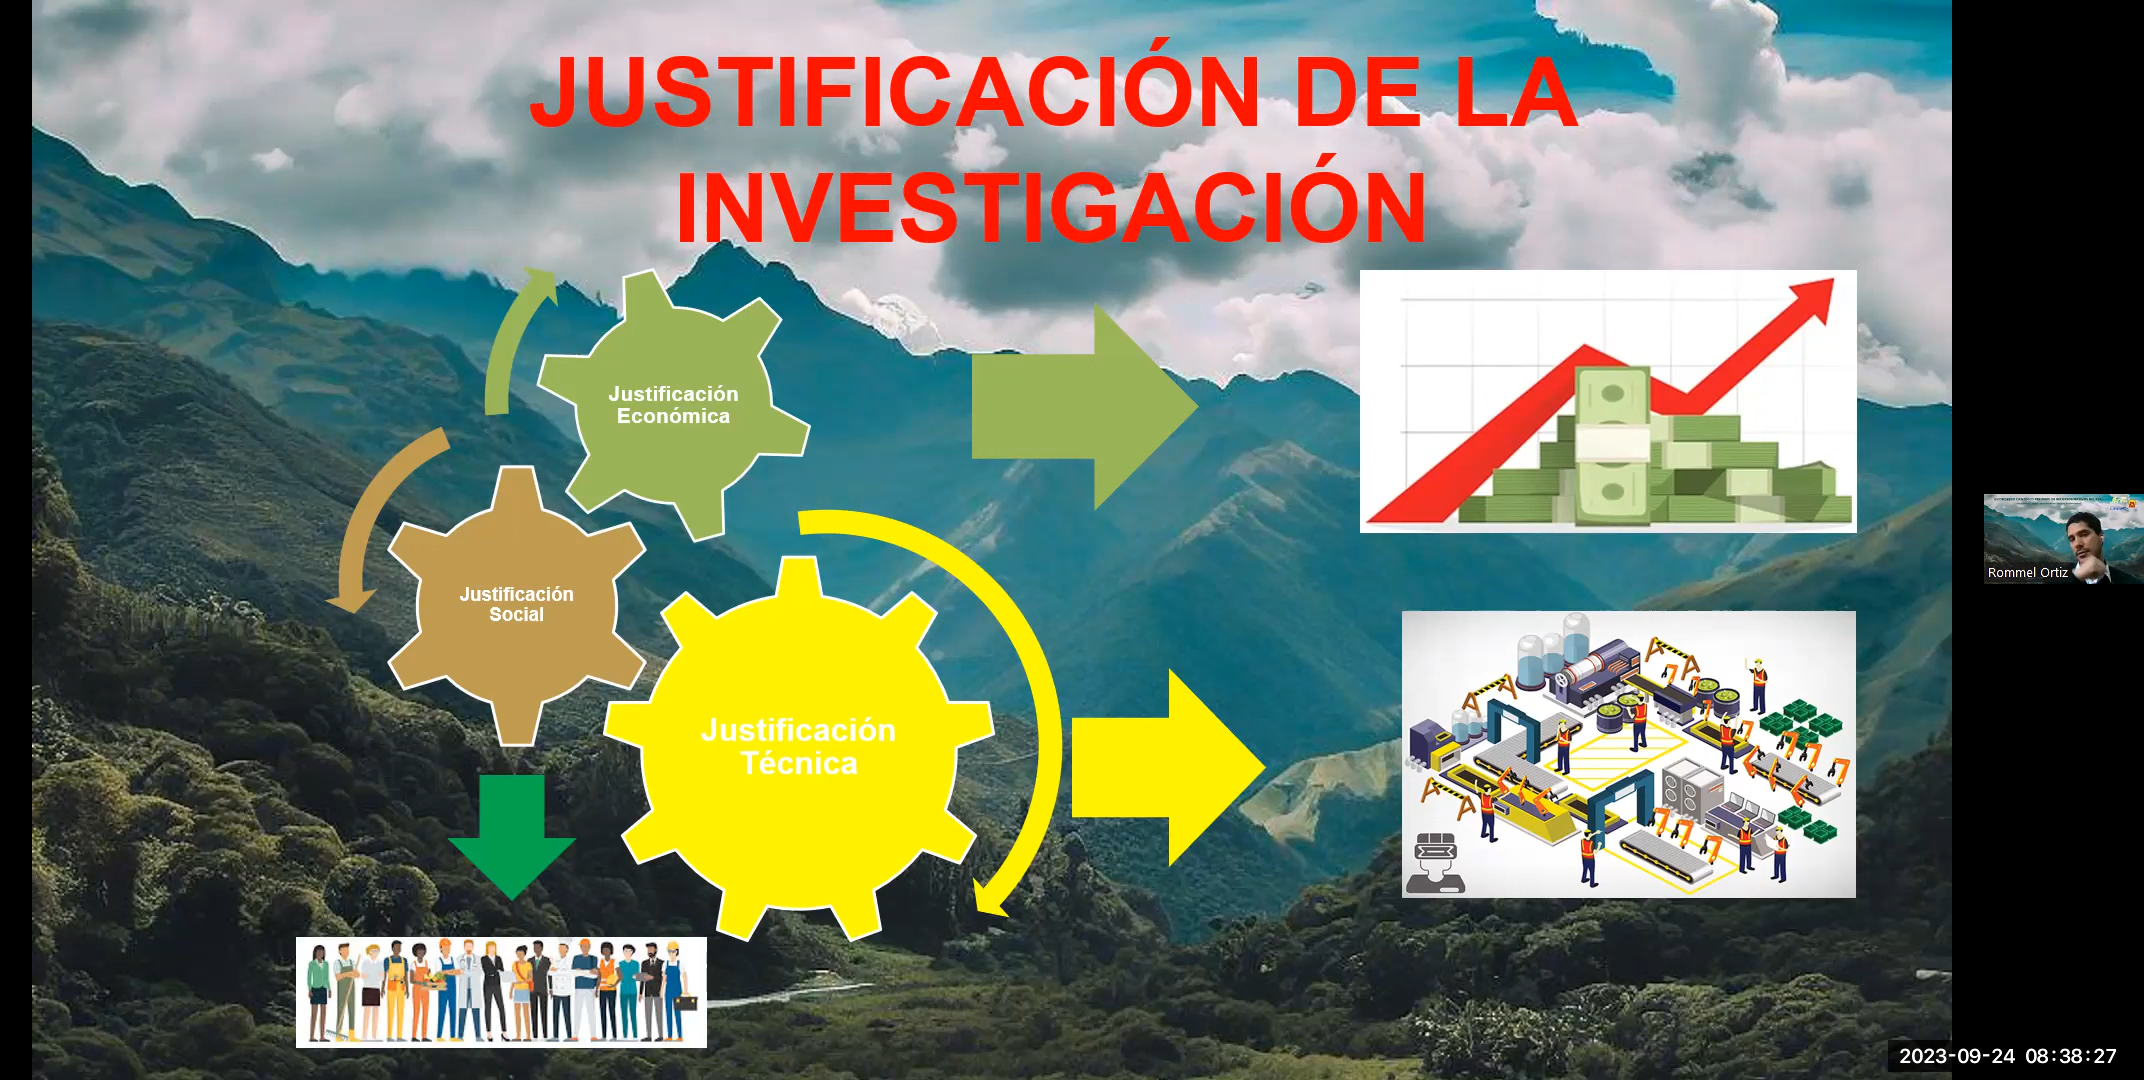 JUSTIFICACIÓN DE LA
INVESTIGACIÓN
Justificación
Económica
Justificación
Social
Justificación
Técnica
Rommel Ortiz
2023-09-24 08:38:27